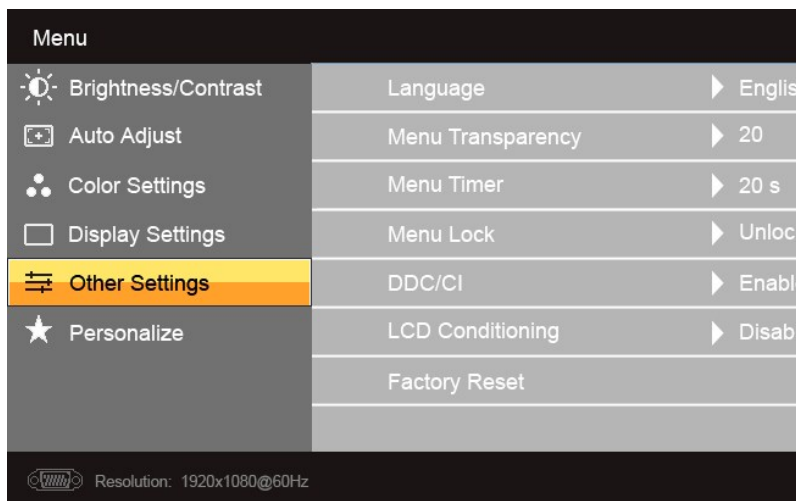 Menu
Brightness/Contrast
Auto Adjust
Color Settings
Display Settings
Other Settings
Personalize
Language Englis
Menu Transparency 20
Menu Timer 20 s
Menu Lock Unloc
DDC/CI Enabl
LCD Conditioning Disab
Factory Reset
Resolution: 1920x1080@60Hz